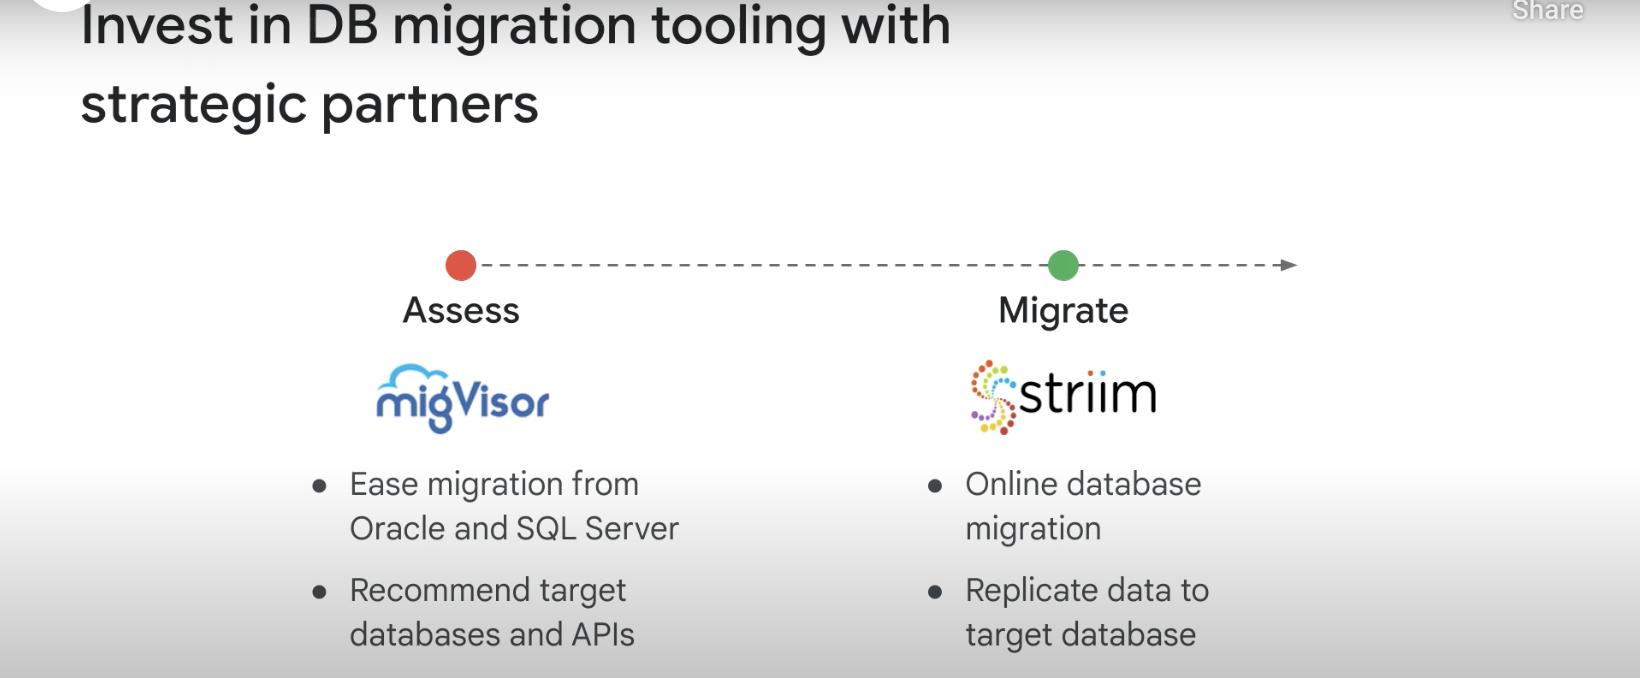 Share
Invest in DB migration tooling with
strategic partners
Assess
migVisor
● Ease migration from
Oracle and SQL Server
● Recommend target
databases and APIs
Migrate
striim
● Online database
migration
● Replicate data to
target database